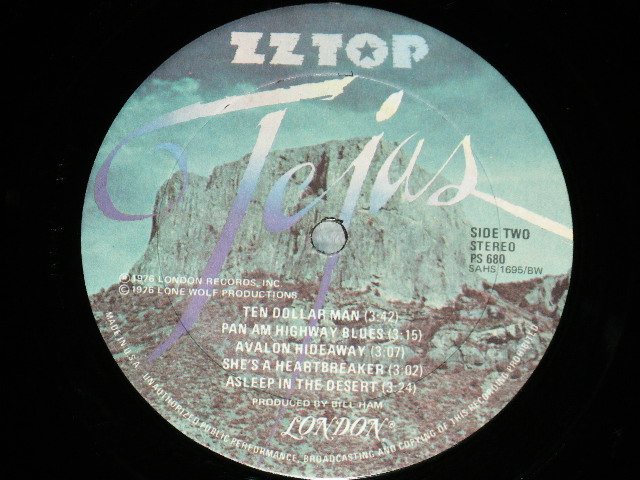 ZZ TOP
Tejas
SIDE TWO
STEREO
PS 680
SAHS 1695/BW
℗1976 LONDON RECORDS, INC
©1976 LONE WOLF PRODUCTIONS
TEN DOLLAR MAN (3:42)
PAN AM HIGHWAY BLUES (3:15)
AVALON HIDEAWAY (3:07)
SHE'S A HEARTBREAKER (3:02)
ASLEEP IN THE DESERT (3:24)
PRODUCED BY BILL HAM
LONDON®
MADE IN U.S.A. UNAUTHORIZED PUBLIC PERFORMANCE, BROADCASTING AND COPYING OF THIS RECORDING PROHIBITED